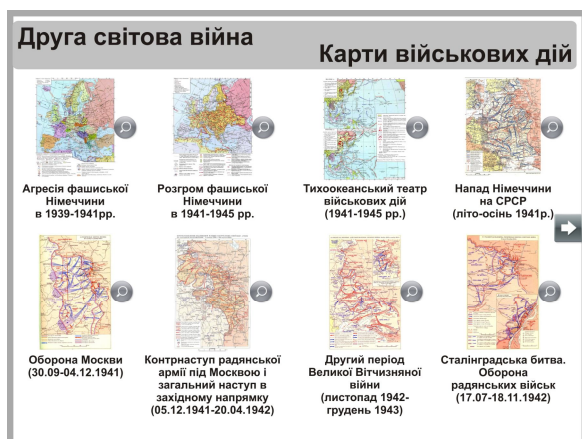 Друга світова війна
Карти військових дій
Агресія фашиської
Німеччини
в 1939-1941рр.
Розгром фашиської
Німеччини
в 1941-1945 рр.
Тихоокеанський театр
військових дій
(1941-1945 рр.)
Напад Німеччини
на СРСР
(літо-осінь 1941р.)
Оборона Москви
(30.09-04.12.1941)
Контрнаступ радянської
армії під Москвою і
загальний наступ в
західному напрямку
(05.12.1941-20.04.1942)
Другий період
Великої Вітчизняної
війни
(листопад 1942-
грудень 1943)
Сталінградська битва.
Оборона
радянських військ
(17.07-18.11.1942)